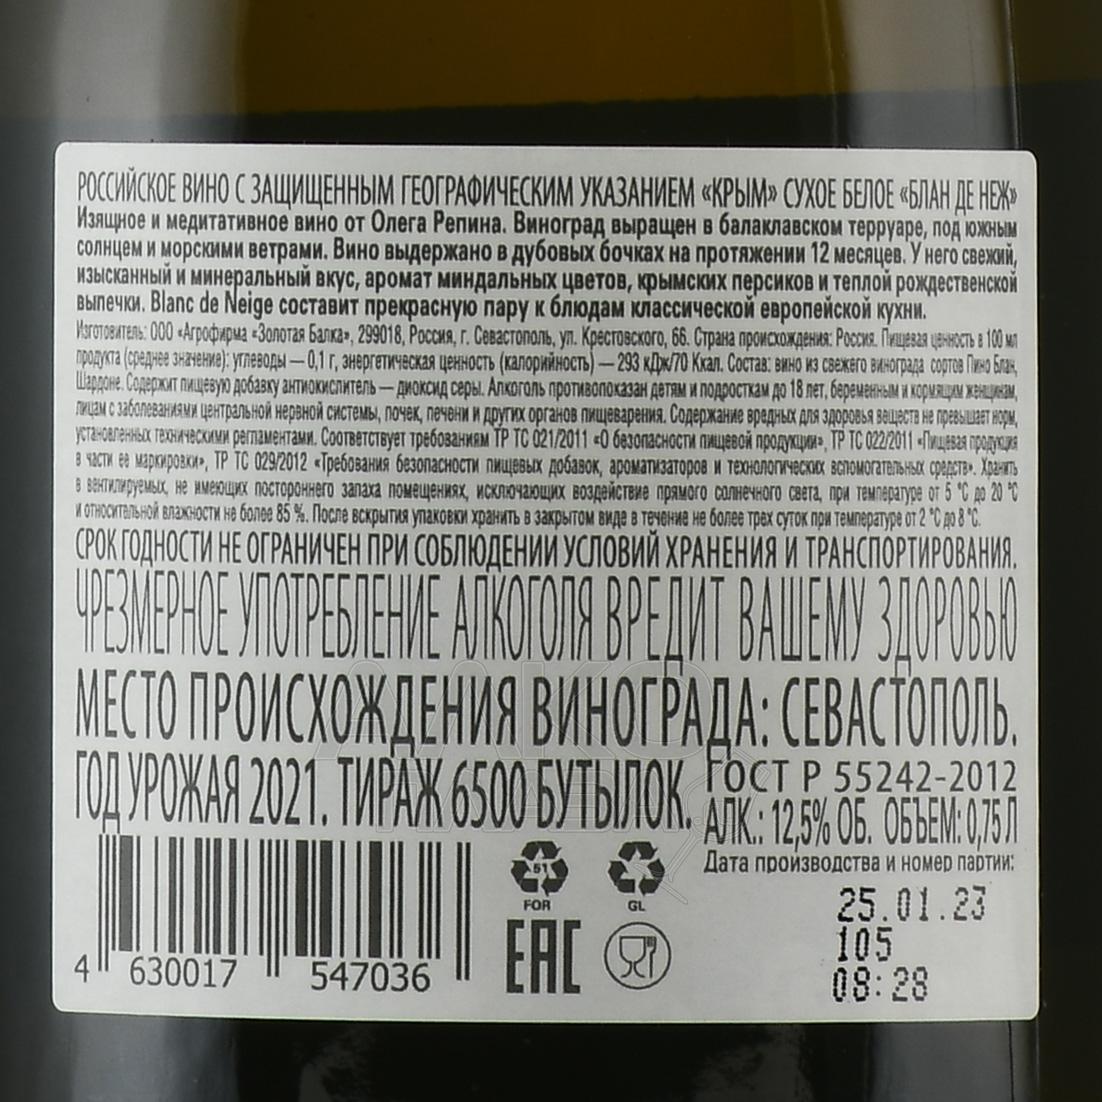 РОССИЙСКОЕ ВИНО С ЗАЩИЩЕННЫМ ГЕОГРАФИЧЕСКИМ УКАЗАНИЕМ «КРЫМ» СУХОЕ БЕЛОЕ «БЛАН ДЕ НЕЖ»
Изящное и медитативное вино от Олега Репина. Виноград выращен в балаклавском терруаре, под южным
солнцем и морскими ветрами. Вино выдержано в дубовых бочках на протяжении 12 месяцев. У него свежий,
изысканный и минеральный вкус, аромат миндальных цветов, крымских персиков и теплой рождественской
выпечки. Blanc de Neige составит прекрасную пару к блюдам классической европейской кухни.
Изготовитель: ООО «Агрофирма «Золотая Балка», 299018, Россия, г. Севастополь, ул. Крестовского, 66. Страна происхождения: Россия. Пищевая ценность в 100 мл
продукта (среднее значение): углеводы — 0,1 г, энергетическая ценность (калорийность) — 293 кДж/70 Ккал. Состав: вино из свежего винограда сортов Пино Блан,
Шардоне. Содержит пищевую добавку антиокислитель — диоксид серы. Алкоголь противопоказан детям и подросткам до 18 лет, беременным и кормящим женщинам,
лицам с заболеваниями центральной нервной системы, почек, печени и других органов пищеварения. Содержание вредных для здоровья веществ не превышает норм,
установленных техническими регламентами. Соответствует требованиям ТР ТС 021/2011 «О безопасности пищевой продукции», ТР ТС 022/2011 «Пищевая продукция
в части ее маркировки», ТР ТС 029/2012 «Требования безопасности пищевых добавок, ароматизаторов и технологических вспомогательных средств». Хранить
в вентилируемых, не имеющих постороннего запаха помещениях, исключающих воздействие прямого солнечного света, при температуре от 5 °С до 20 °С
и относительной влажности не более 85 %. После вскрытия упаковки хранить в закрытом виде в течение не более трех суток при температуре от 2 °С до 8 °С.
СРОК ГОДНОСТИ НЕ ОГРАНИЧЕН ПРИ СОБЛЮДЕНИИ УСЛОВИЙ ХРАНЕНИЯ И ТРАНСПОРТИРОВАНИЯ.
ЧРЕЗМЕРНОЕ УПОТРЕБЛЕНИЕ АЛКОГОЛЯ ВРЕДИТ ВАШЕМУ ЗДОРОВЬЮ
МЕСТО ПРОИСХОЖДЕНИЯ ВИНОГРАДА: СЕВАСТОПОЛЬ.
ГОД УРОЖАЯ 2021. ТИРАЖ 6500 БУТЫЛОК.
ГОСТ Р 55242-2012
АЛК.: 12,5% ОБ. ОБЪЕМ: 0,75Л
Дата производства и номер партии:
25.01.23
105
08:28
51
FOR
GL
EAC
4 630017 547036